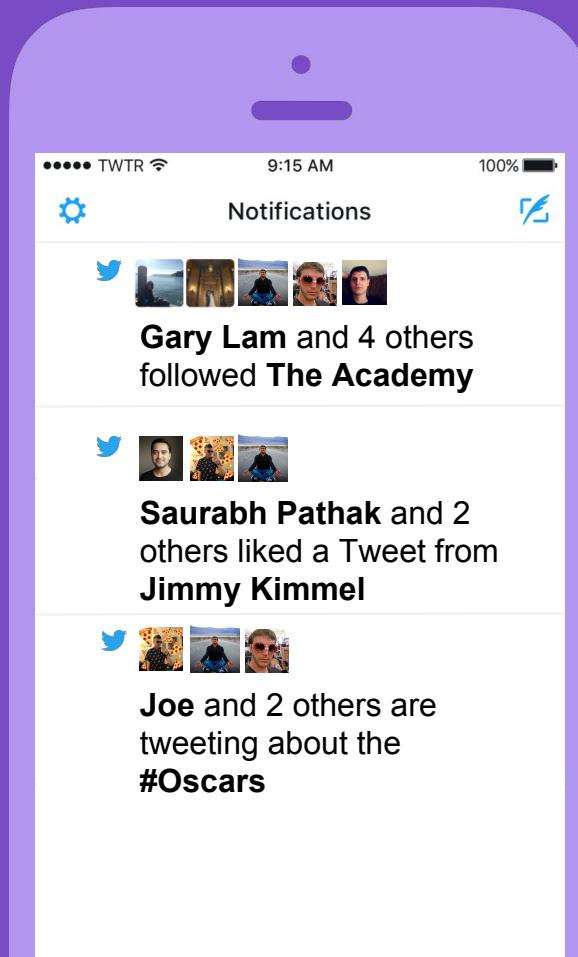 TWTR 9:15 AM 100%
Notifications
Gary Lam and 4 others
followed The Academy
Saurabh Pathak and 2
others liked a Tweet from
Jimmy Kimmel
Joe and 2 others are
tweeting about the
#Oscars